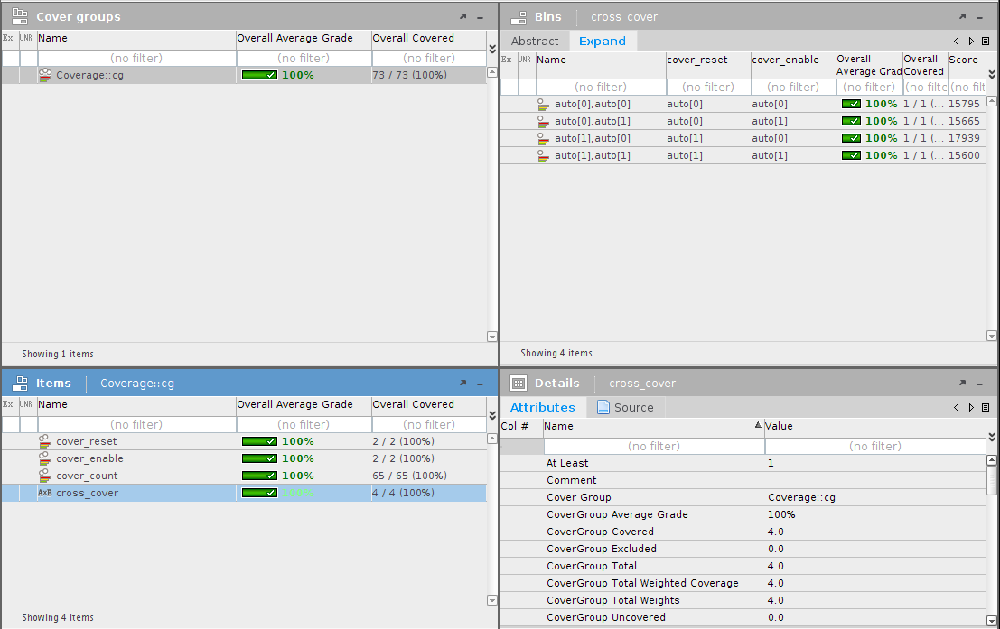 Cover groups
Ex UNR Name Overall Average Grade Overall Covered
(no filter) (no filter) (no filter)
Coverage::cg 100% 73 / 73 (100%)
Showing 1 items
Bins cross_cover
Abstract Expand
Ex UNR Name cover_reset cover_enable Overall Average Grad Overall Covered Score
(no filter) (no filter) (no filter) (no filter) (no filte (no filt
auto[0],auto[0] auto[0] auto[0] 100% 1 / 1 (... 15795
auto[0],auto[1] auto[0] auto[1] 100% 1 / 1 (... 15665
auto[1],auto[0] auto[1] auto[0] 100% 1 / 1 (... 17939
auto[1],auto[1] auto[1] auto[1] 100% 1 / 1 (... 15600
Showing 4 items
Items Coverage::cg
Ex UNR Name Overall Average Grade Overall Covered
(no filter) (no filter) (no filter)
cover_reset 100% 2 / 2 (100%)
cover_enable 100% 2 / 2 (100%)
cover_count 100% 65 / 65 (100%)
A×B cross_cover 100% 4 / 4 (100%)
Showing 4 items
Details cross_cover
Attributes Source
Col # Name Value
(no filter) (no filter)
At Least 1
Comment
Cover Group Coverage::cg
CoverGroup Average Grade 100%
CoverGroup Covered 4.0
CoverGroup Excluded 0.0
CoverGroup Total 4.0
CoverGroup Total Weighted Coverage 4.0
CoverGroup Total Weights 4.0
CoverGroup Uncovered 0.0